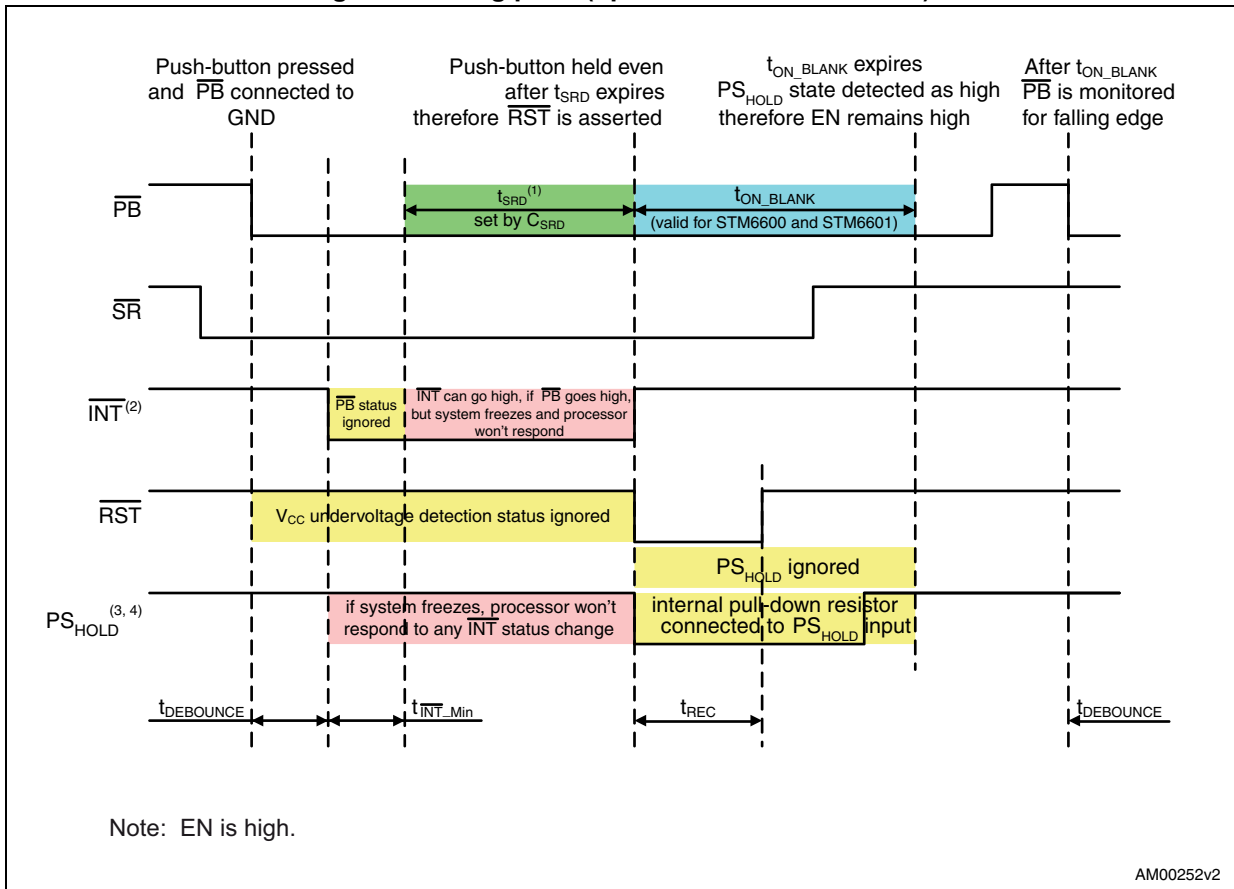 Push-button pressed
and PB connected to
GND
Push-button held even
after tSRD expires
therefore RST is asserted
tON_BLANK expires
PSHOLD state detected as high
therefore EN remains high
After tON_BLANK
PB is monitored
for falling edge
PB
tSRD(1)
set by CSRD
tON_BLANK
(valid for STM6600 and STM6601)
SR
INT(2)
PB status
ignored
INT can go high, if PB goes high,
but system freezes and processor
won't respond
RST
VCC undervoltage detection status ignored
PSHOLD ignored
PSHOLD(3, 4)
if system freezes, processor won't
respond to any INT status change
internal pull-down resistor
connected to PSHOLD input
tDEBOUNCE
tINT_Min
tREC
tDEBOUNCE
Note: EN is high.
AM00252v2